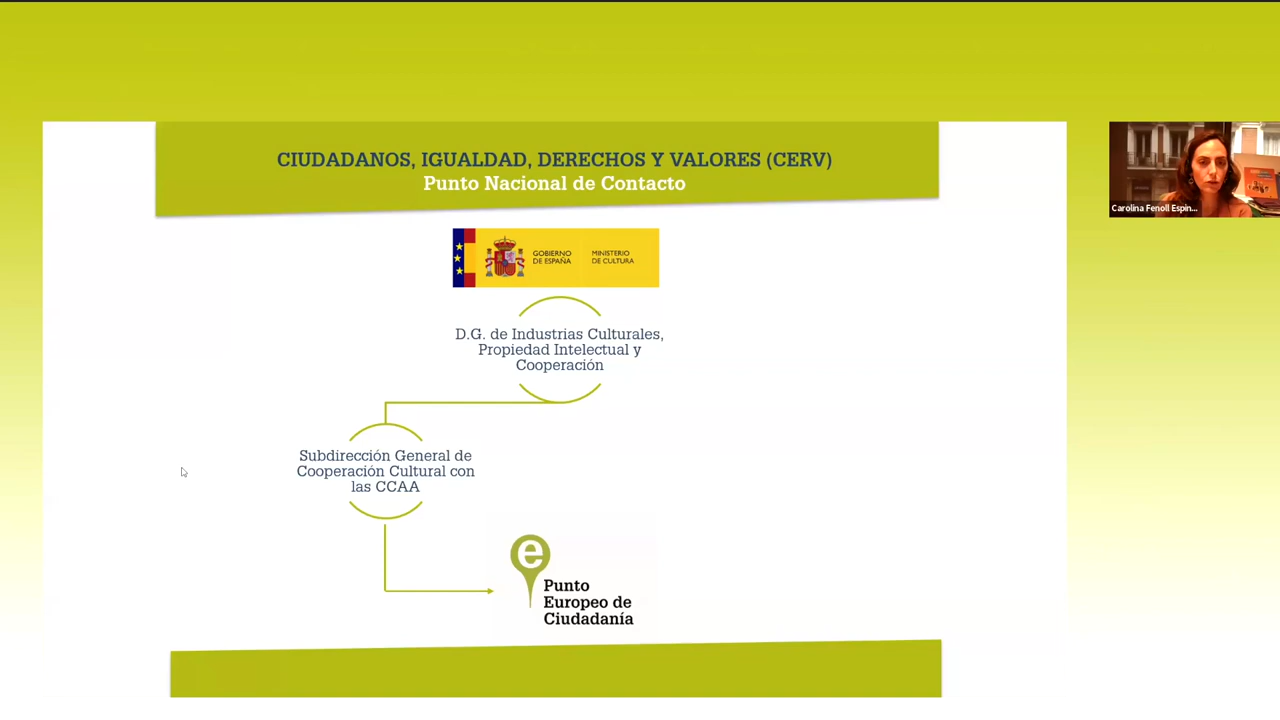 CIUDADANOS, IGUALDAD, DERECHOS Y VALORES (CERV)
Punto Nacional de Contacto
Carolina Fenoll Espin...
GOBIERNO
DE ESPAÑA
MINISTERIO
DE CULTURA
D.G. de Industrias Culturales,
Propiedad Intelectual y
Cooperación
Subdirección General de
Cooperación Cultural con
las CCAA
e
Punto
Europeo de
Ciudadanía